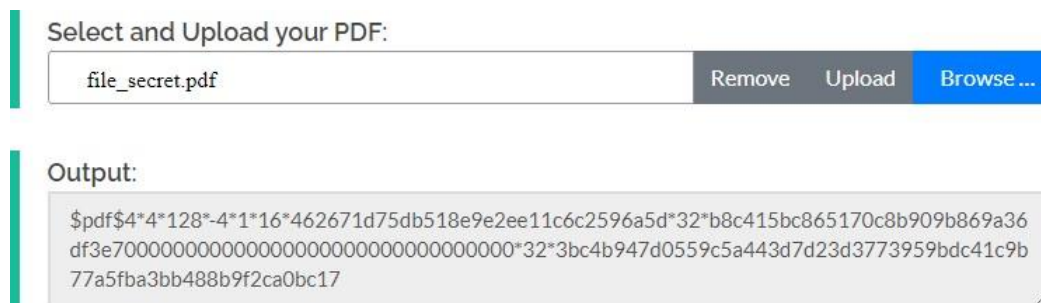 Select and Upload your PDF:
file_secret.pdf
Remove
Upload
Browse ...
Output:
$pdf$4*4*128*-4*1*16*462671d75db518e9e2ee11c6c2596a5d*32*b8c415bc865170c8b909b869a36
df3e70000000000000000000000000000000*32*3bc4b947d0559c5a443d7d23d3773959bdc41c9b
77a5fba3bb488b9f2ca0bc17